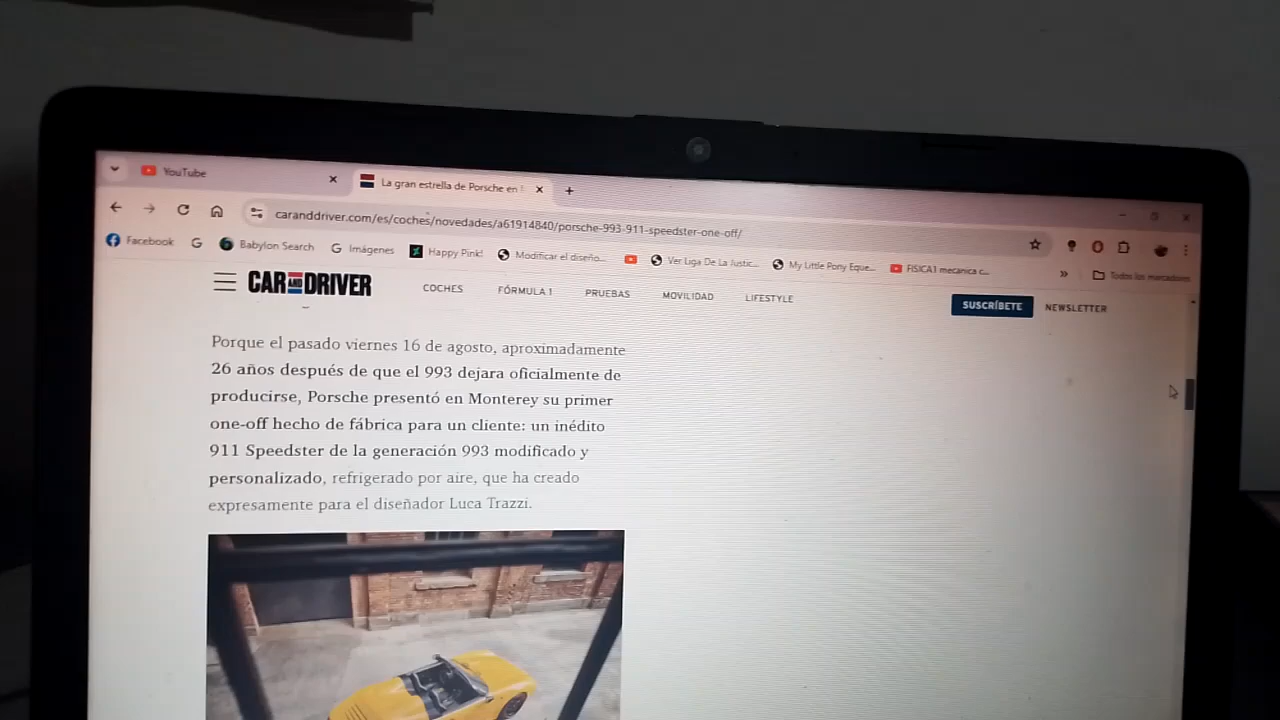 YouTube
La gran estrella de Porsche en
caranddriver.com/es/coches/novedades/a61914840/porsche-993-911-speedster-one-off/
Facebook
Babylon Search
Imágenes
Happy Pink!
Modificar el diseño...
Ver Liga De La Justic...
My Little Pony Eque...
FISICA1 mecanica c...
»
Todos los marcadores
CAR AND DRIVER
COCHES
FÓRMULA 1
PRUEBAS
MOVILIDAD
LIFESTYLE
SUSCRÍBETE
NEWSLETTER
Porque el pasado viernes 16 de agosto, aproximadamente
26 años después de que el 993 dejara oficialmente de
producirse, Porsche presentó en Monterey su primer
one-off hecho de fábrica para un cliente: un inédito
911 Speedster de la generación 993 modificado y
personalizado, refrigerado por aire, que ha creado
expresamente para el diseñador Luca Trazzi.